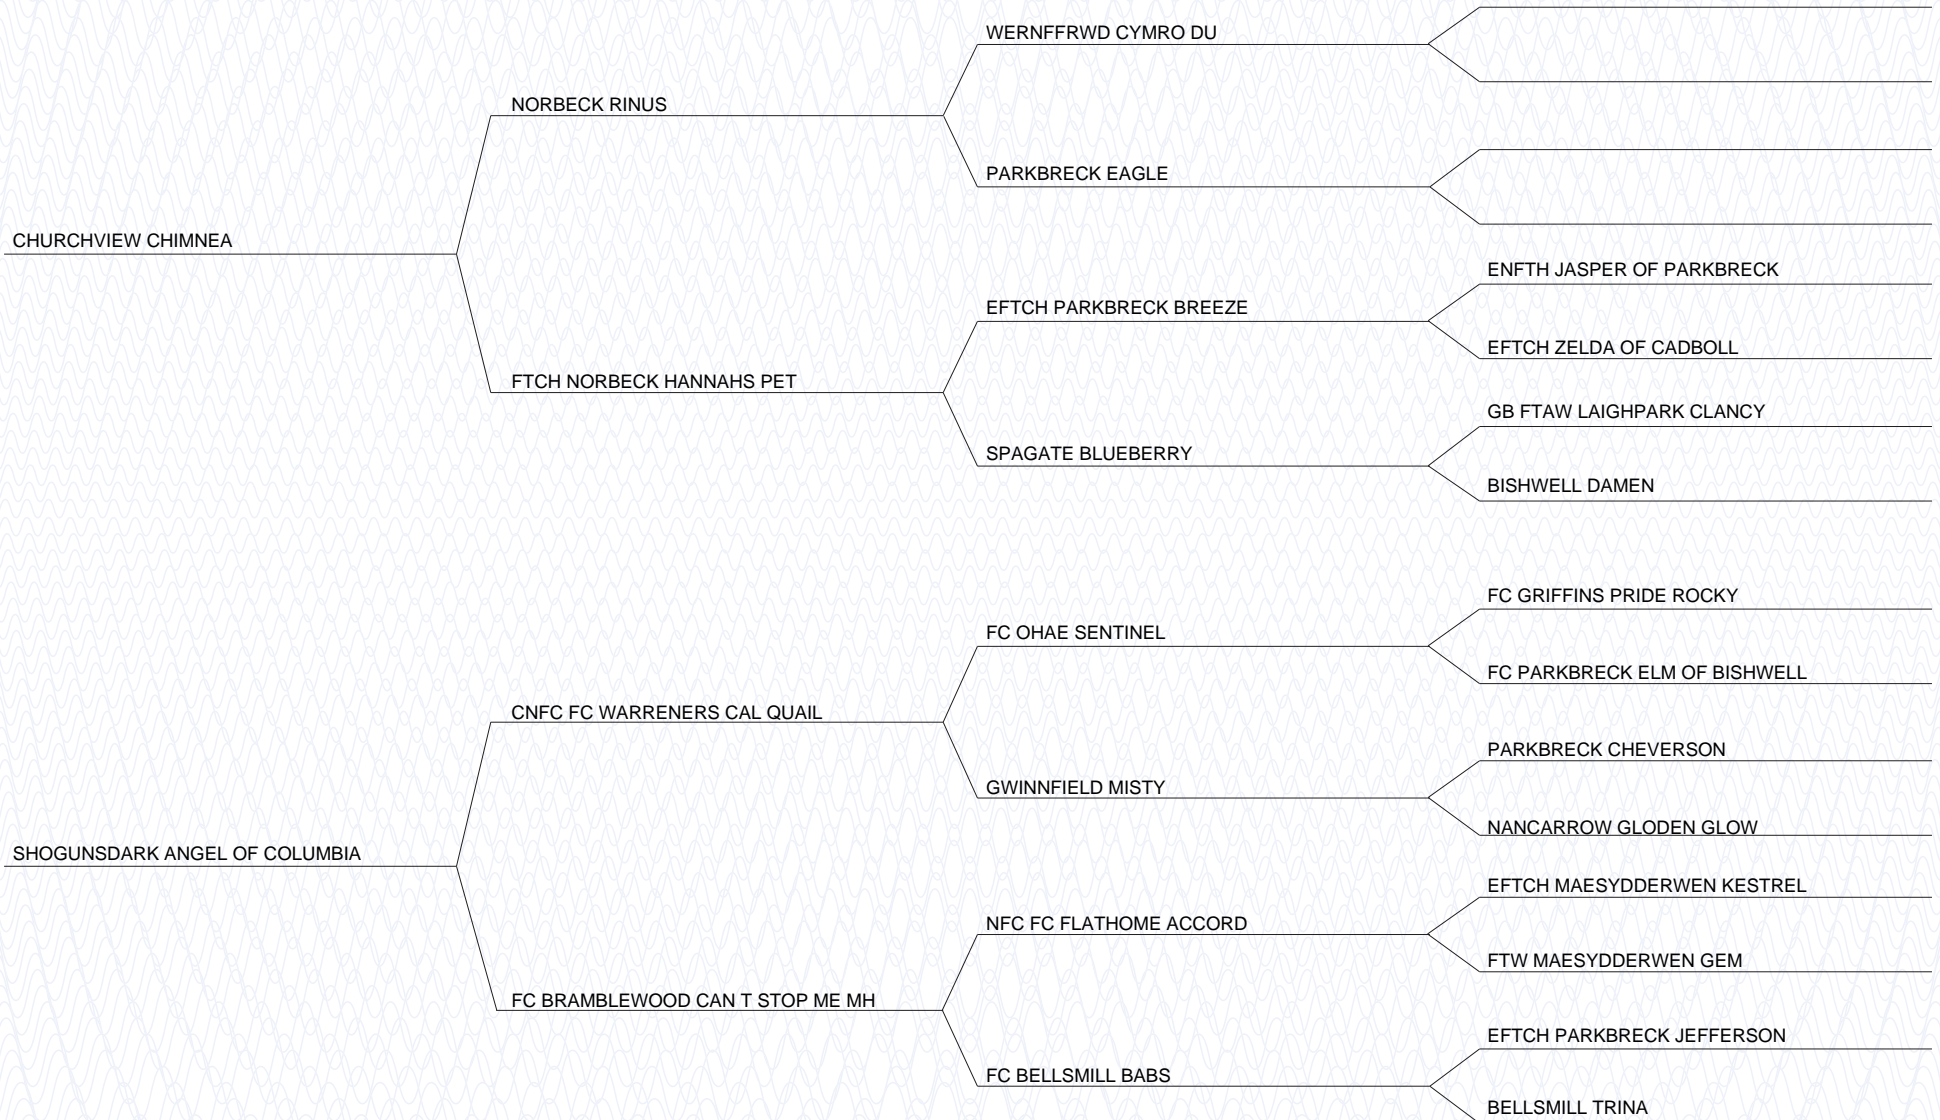 WERNFFRWD CYMRO DU
NORBECK RINUS
PARKBRECK EAGLE
CHURCHVIEW CHIMNEA
ENFTH JASPER OF PARKBRECK
EFTCH PARKBRECK BREEZE
EFTCH ZELDA OF CADBOLL
FTCH NORBECK HANNAHS PET
GB FTAW LAIGHPARK CLANCY
SPAGATE BLUEBERRY
BISHWELL DAMEN
FC GRIFFINS PRIDE ROCKY
FC OHAE SENTINEL
FC PARKBRECK ELM OF BISHWELL
CNFC FC WARRENERS CAL QUAIL
PARKBRECK CHEVERSON
GWINNFIELD MISTY
NANCARROW GLODEN GLOW
SHOGUNSDARK ANGEL OF COLUMBIA
EFTCH MAESYDDERWEN KESTREL
NFC FC FLATHOME ACCORD
FTW MAESYDDERWEN GEM
FC BRAMBLEWOOD CAN T STOP ME MH
EFTCH PARKBRECK JEFFERSON
FC BELLSMILL BABS
BELLSMILL TRINA